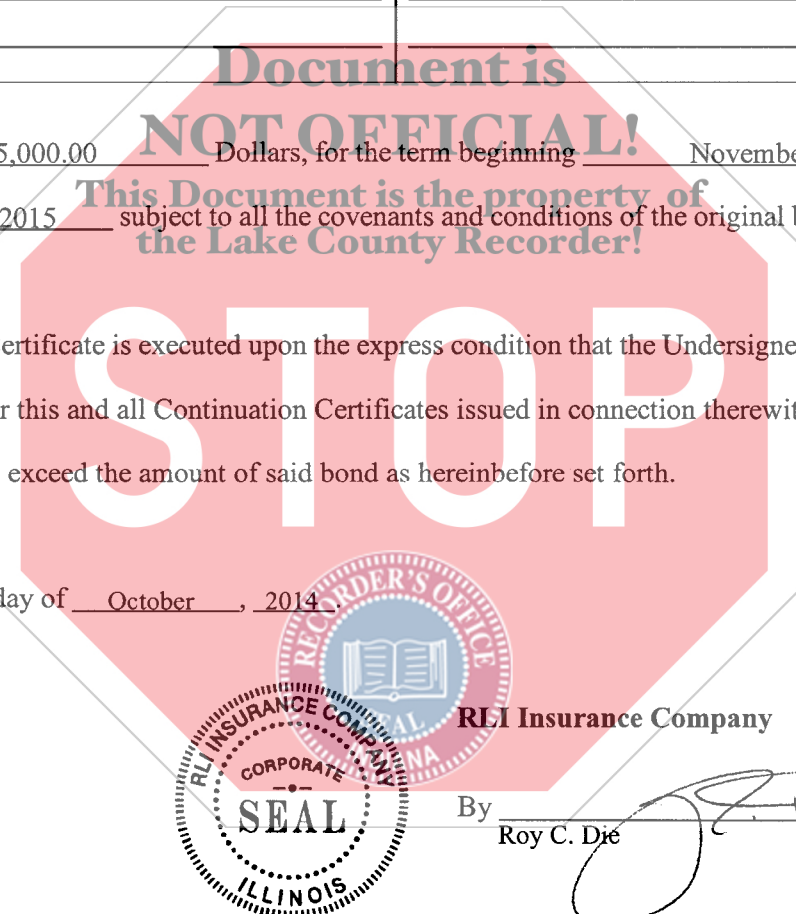 Document is
NOT OFFICIAL!
5,000.00 Dollars, for the term beginning Novembe
This Document is the property of
2015 subject to all the covenants and conditions of the original
the Lake County Recorder!
STOP
ertificate is executed upon the express condition that the Undersigne
r this and all Continuation Certificates issued in connection therewit
exceed the amount of said bond as hereinbefore set forth.
day of October, 2014.
RECORDER'S OFFICE
SEAL
INDIANA
RLI INSURANCE COMPANY
CORPORATE
SEAL
ILLINOIS
RLI Insurance Company
By
Roy C. Die